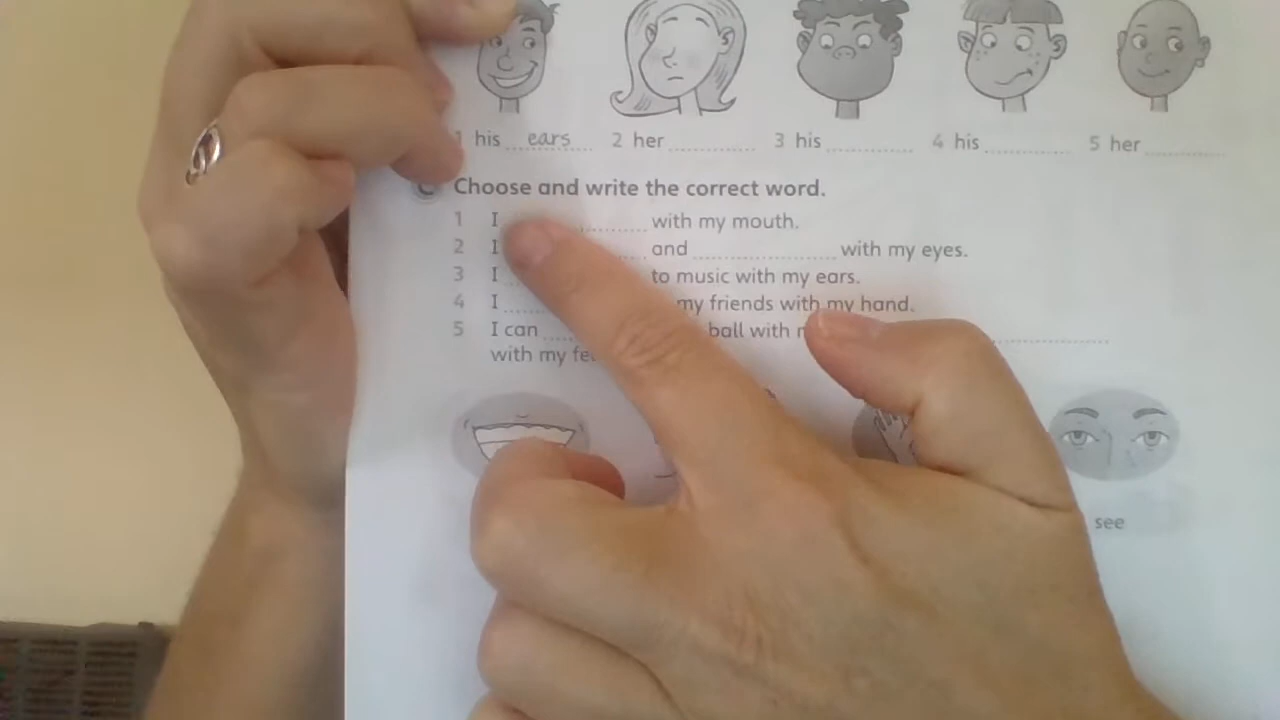 1 his ears 2 her 3 his 4 his 5 her
C Choose and write the correct word.
1 I with my mouth.
2 I and with my eyes.
3 I to music with my ears.
4 I my friends with my hand.
5 I can ball with
with my
see